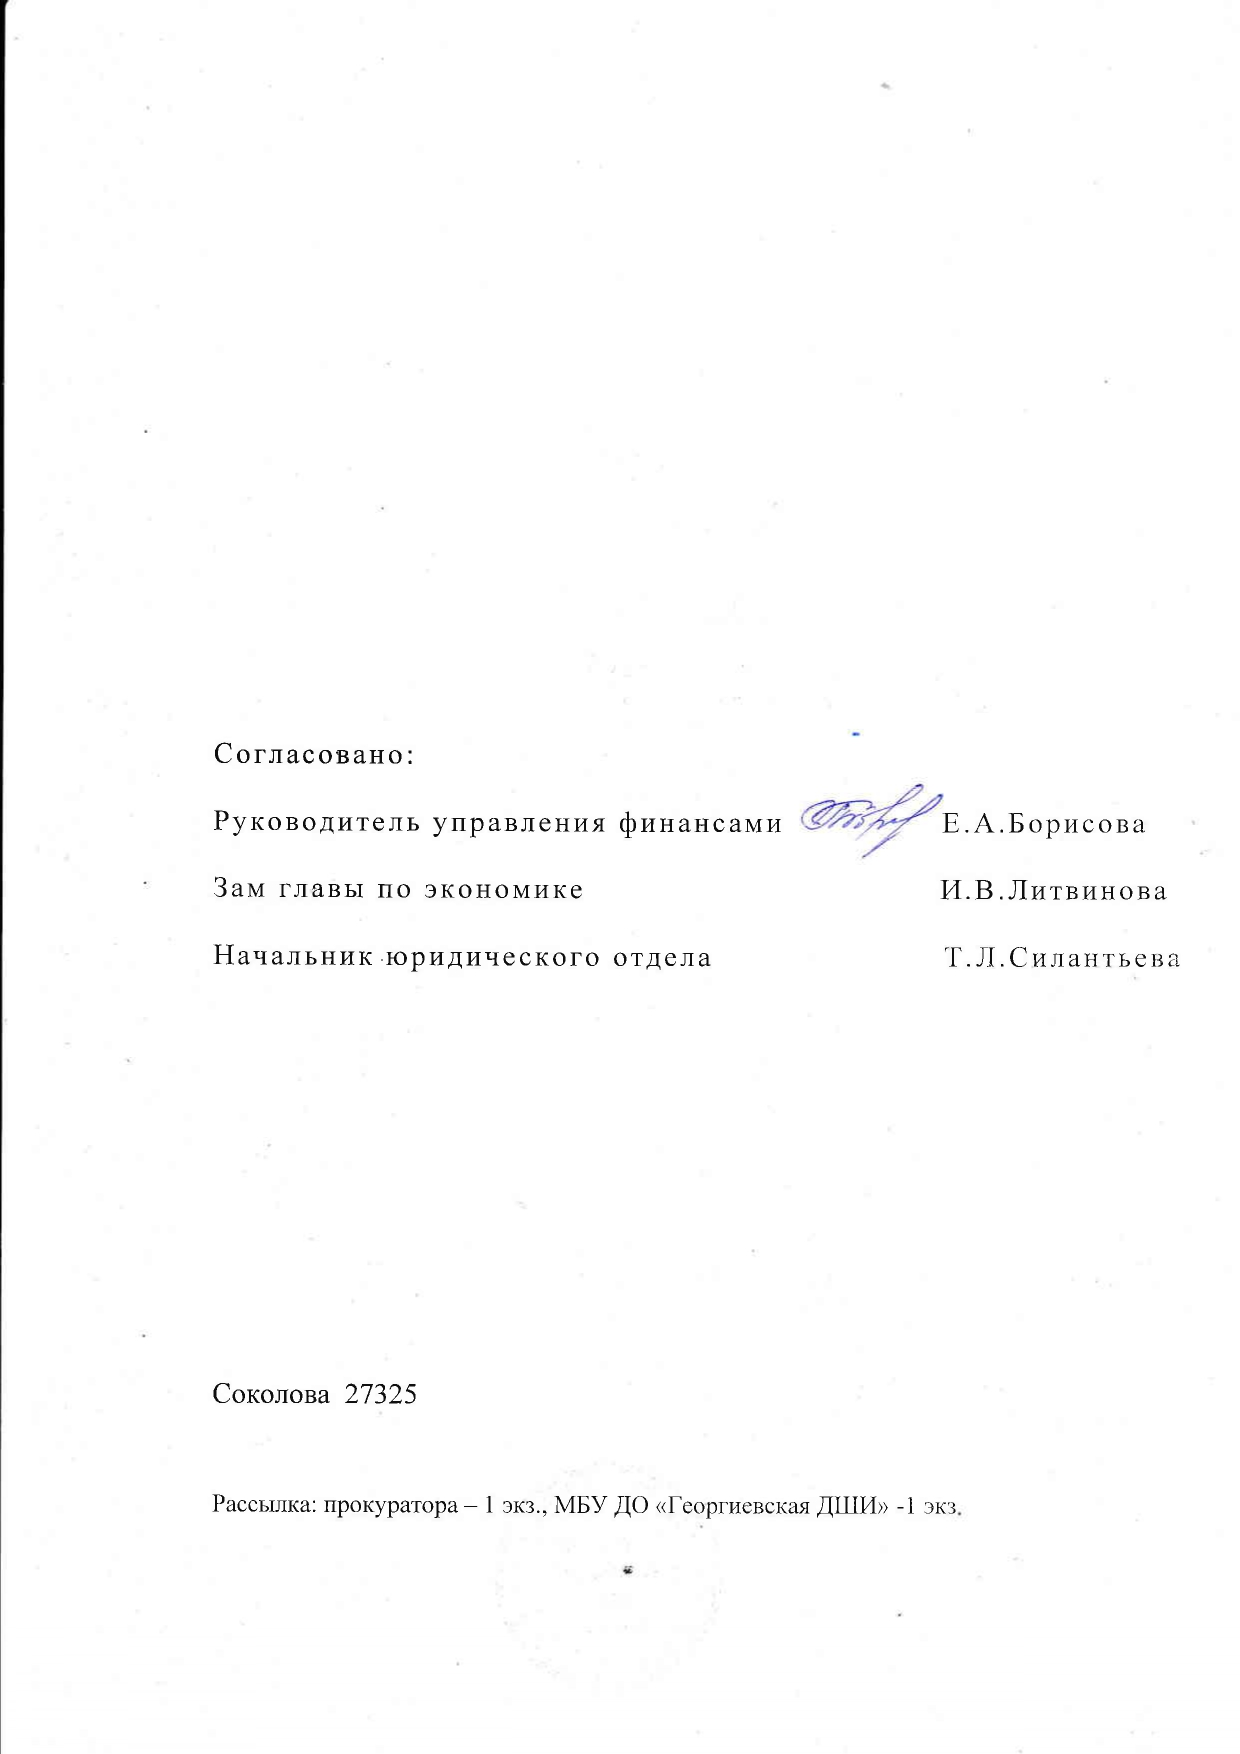 Согласовано:
Руководитель управления финансами Е.А.Борисова
Зам главы по экономике И.В.Литвинова
Начальник юридического отдела Т.Л.Силантьева
Соколова 27325
Рассылка: прокуратора – 1 экз., МБУ ДО «Георгиевская ДШИ» -1 экз.